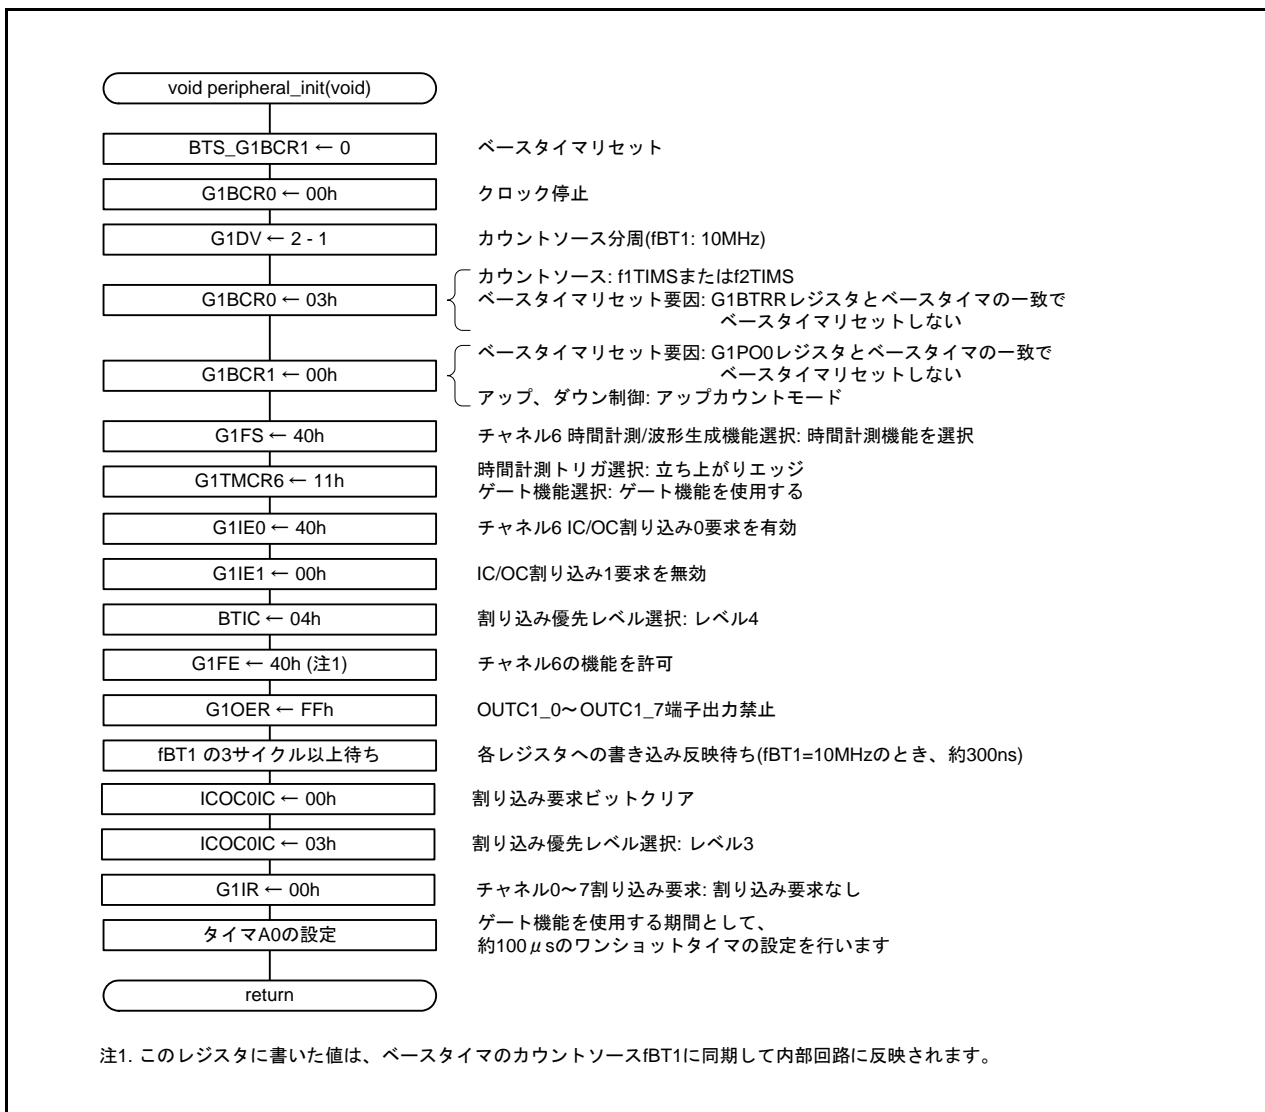 void peripheral_init(void)
BTS_G1BCR1 ← 0
ベースタイマリセット
G1BCR0 ← 00h
クロック停止
G1DV ← 2 - 1
カウントソース分周(fBT1: 10MHz)
G1BCR0 ← 03h
カウントソース: f1TIMSまたはf2TIMS
ベースタイマリセット要因: G1BTRRレジスタとベースタイマの一致で
ベースタイマリセットしない
G1BCR1 ← 00h
ベースタイマリセット要因: G1PO0レジスタとベースタイマの一致で
ベースタイマリセットしない
アップ、ダウン制御: アップカウントモード
G1FS ← 40h
チャネル6 時間計測/波形生成機能選択: 時間計測機能を選択
G1TMCR6 ← 11h
時間計測トリガ選択: 立ち上がりエッジ
ゲート機能選択: ゲート機能を使用する
G1IE0 ← 40h
チャネル6 IC/OC割り込み0要求を有効
G1IE1 ← 00h
IC/OC割り込み1要求を無効
BTIC ← 04h
割り込み優先レベル選択: レベル4
G1FE ← 40h (注1)
チャネル6の機能を許可
G1OER ← FFh
OUTC1_0～OUTC1_7端子出力禁止
fBT1 の3サイクル以上待ち
各レジスタへの書き込み反映待ち(fBT1=10MHzのとき、約300ns)
ICOC0IC ← 00h
割り込み要求ビットクリア
ICOC0IC ← 03h
割り込み優先レベル選択: レベル3
G1IR ← 00h
チャネル0～7割り込み要求: 割り込み要求なし
タイマA0の設定
ゲート機能を使用する期間として、
約100μsのワンショットタイマの設定を行います
return
注1. このレジスタに書いた値は、ベースタイマのカウントソースfBT1に同期して内部回路に反映されます。